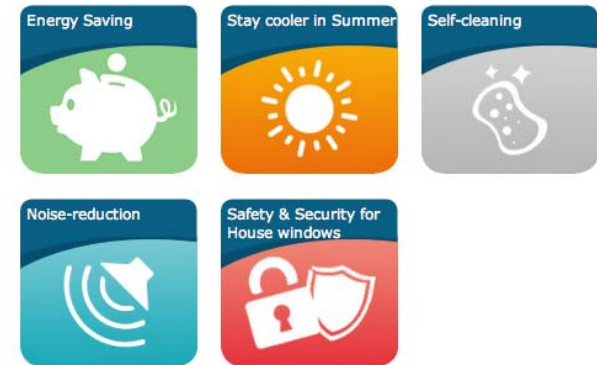 Energy Saving
Stay cooler in Summer
Self-cleaning
Noise-reduction
Safety & Security for
House windows